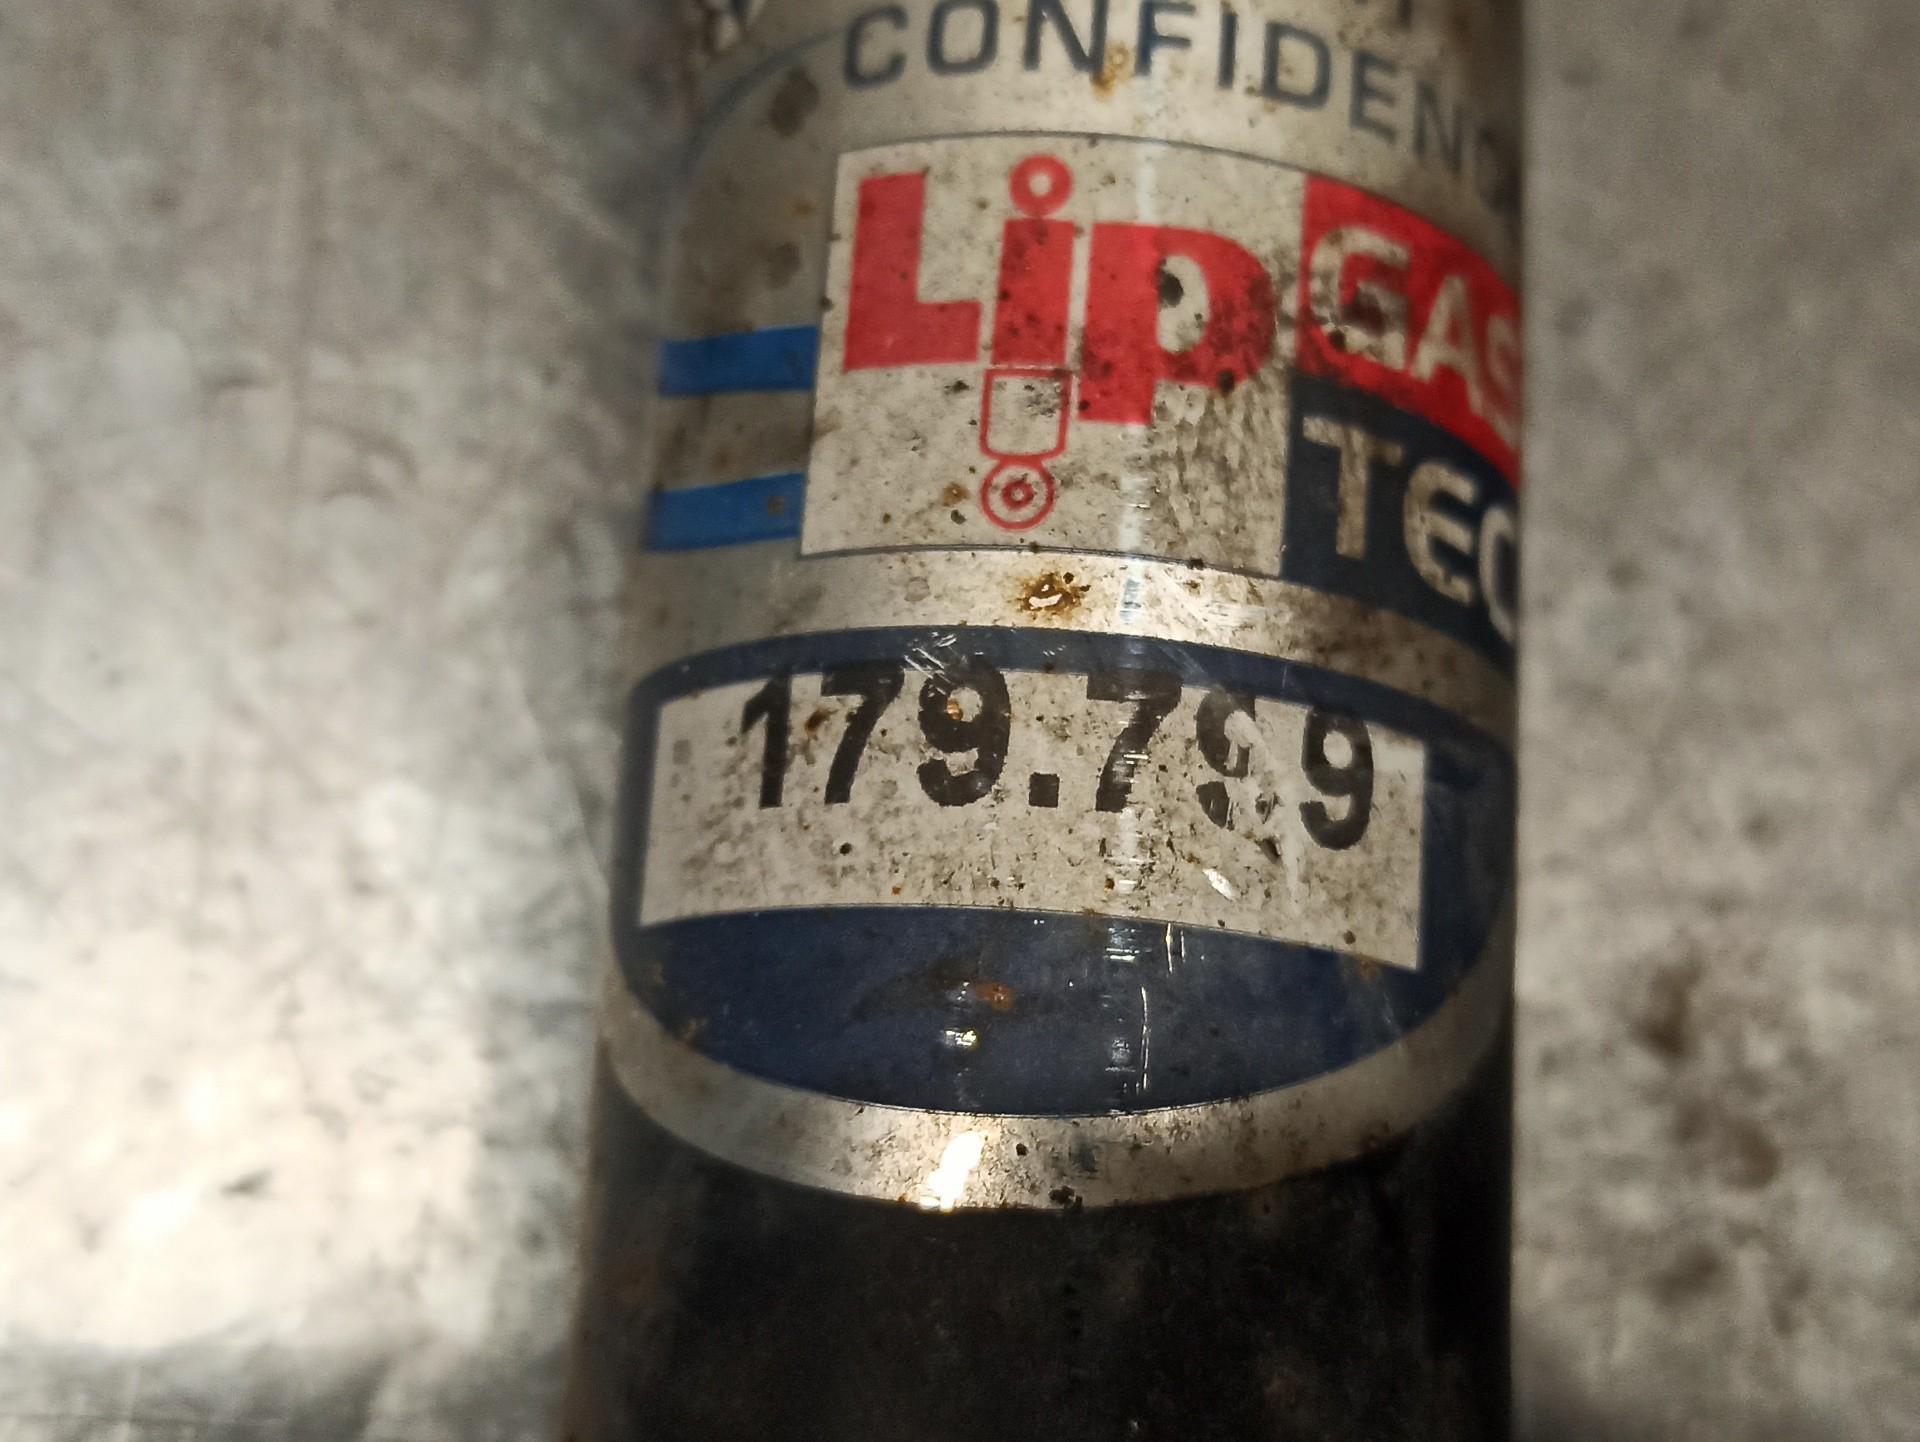 CONFIDEN
Lip GAS
TEC
179.799